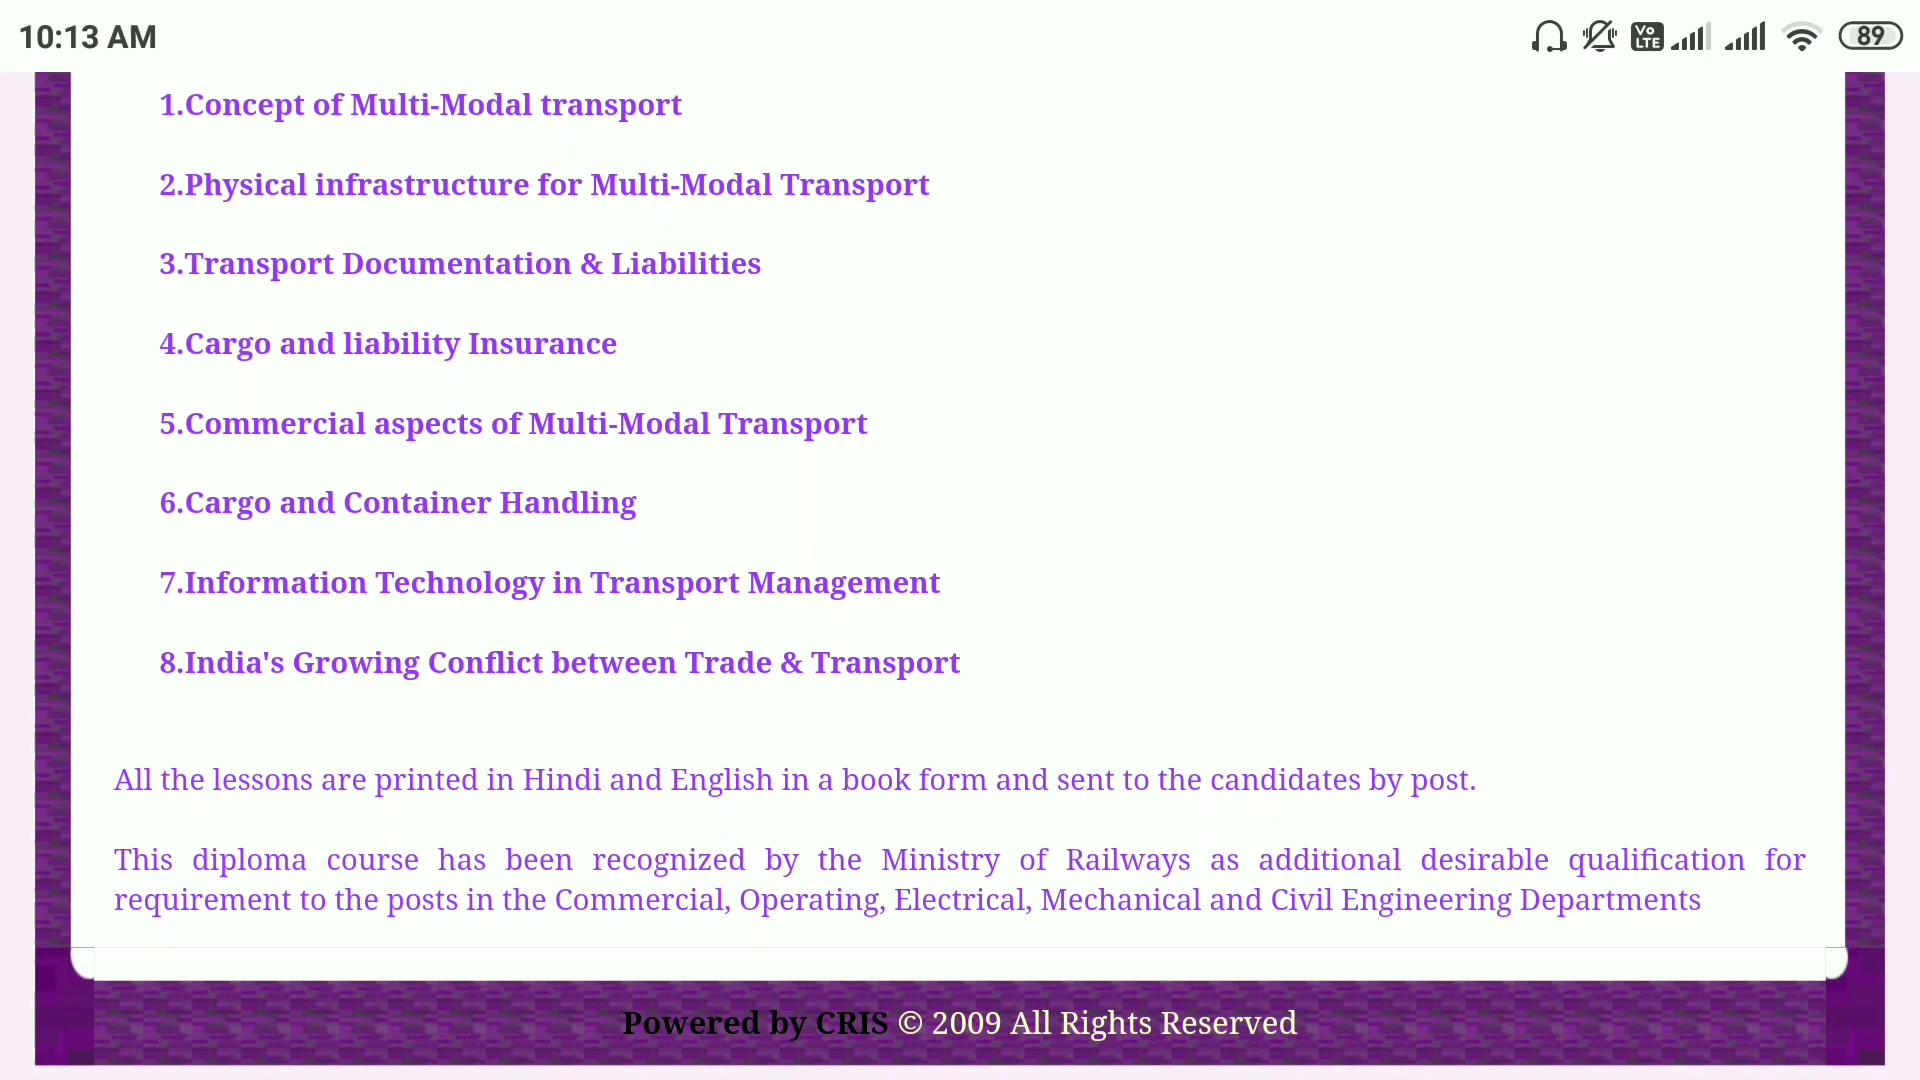 10:13 AM
Vo LTE
89
1.Concept of Multi-Modal transport
2.Physical infrastructure for Multi-Modal Transport
3.Transport Documentation & Liabilities
4.Cargo and liability Insurance
5.Commercial aspects of Multi-Modal Transport
6.Cargo and Container Handling
7.Information Technology in Transport Management
8.India's Growing Conflict between Trade & Transport
All the lessons are printed in Hindi and English in a book form and sent to the candidates by post.
This diploma course has been recognized by the Ministry of Railways as additional desirable qualification for
requirement to the posts in the Commercial, Operating, Electrical, Mechanical and Civil Engineering Departments
Powered by CRIS © 2009 All Rights Reserved